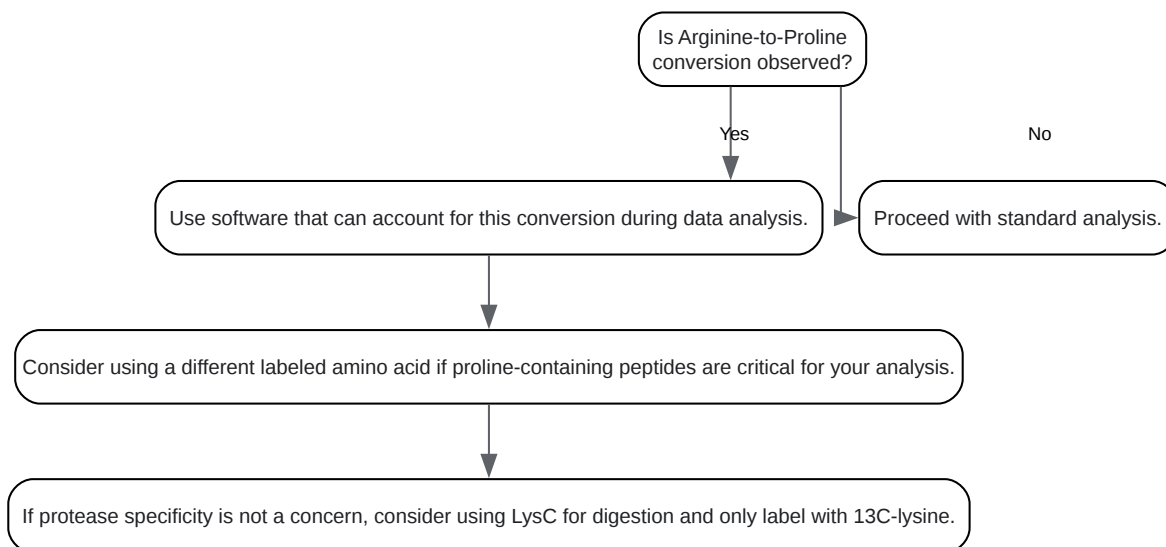 Is Arginine-to-Proline
conversion observed?
Yes
No
Use software that can account for this conversion during data analysis.
Proceed with standard analysis.
Consider using a different labeled amino acid if proline-containing peptides are critical for your analysis.
If protease specificity is not a concern, consider using LysC for digestion and only label with 13C-lysine.